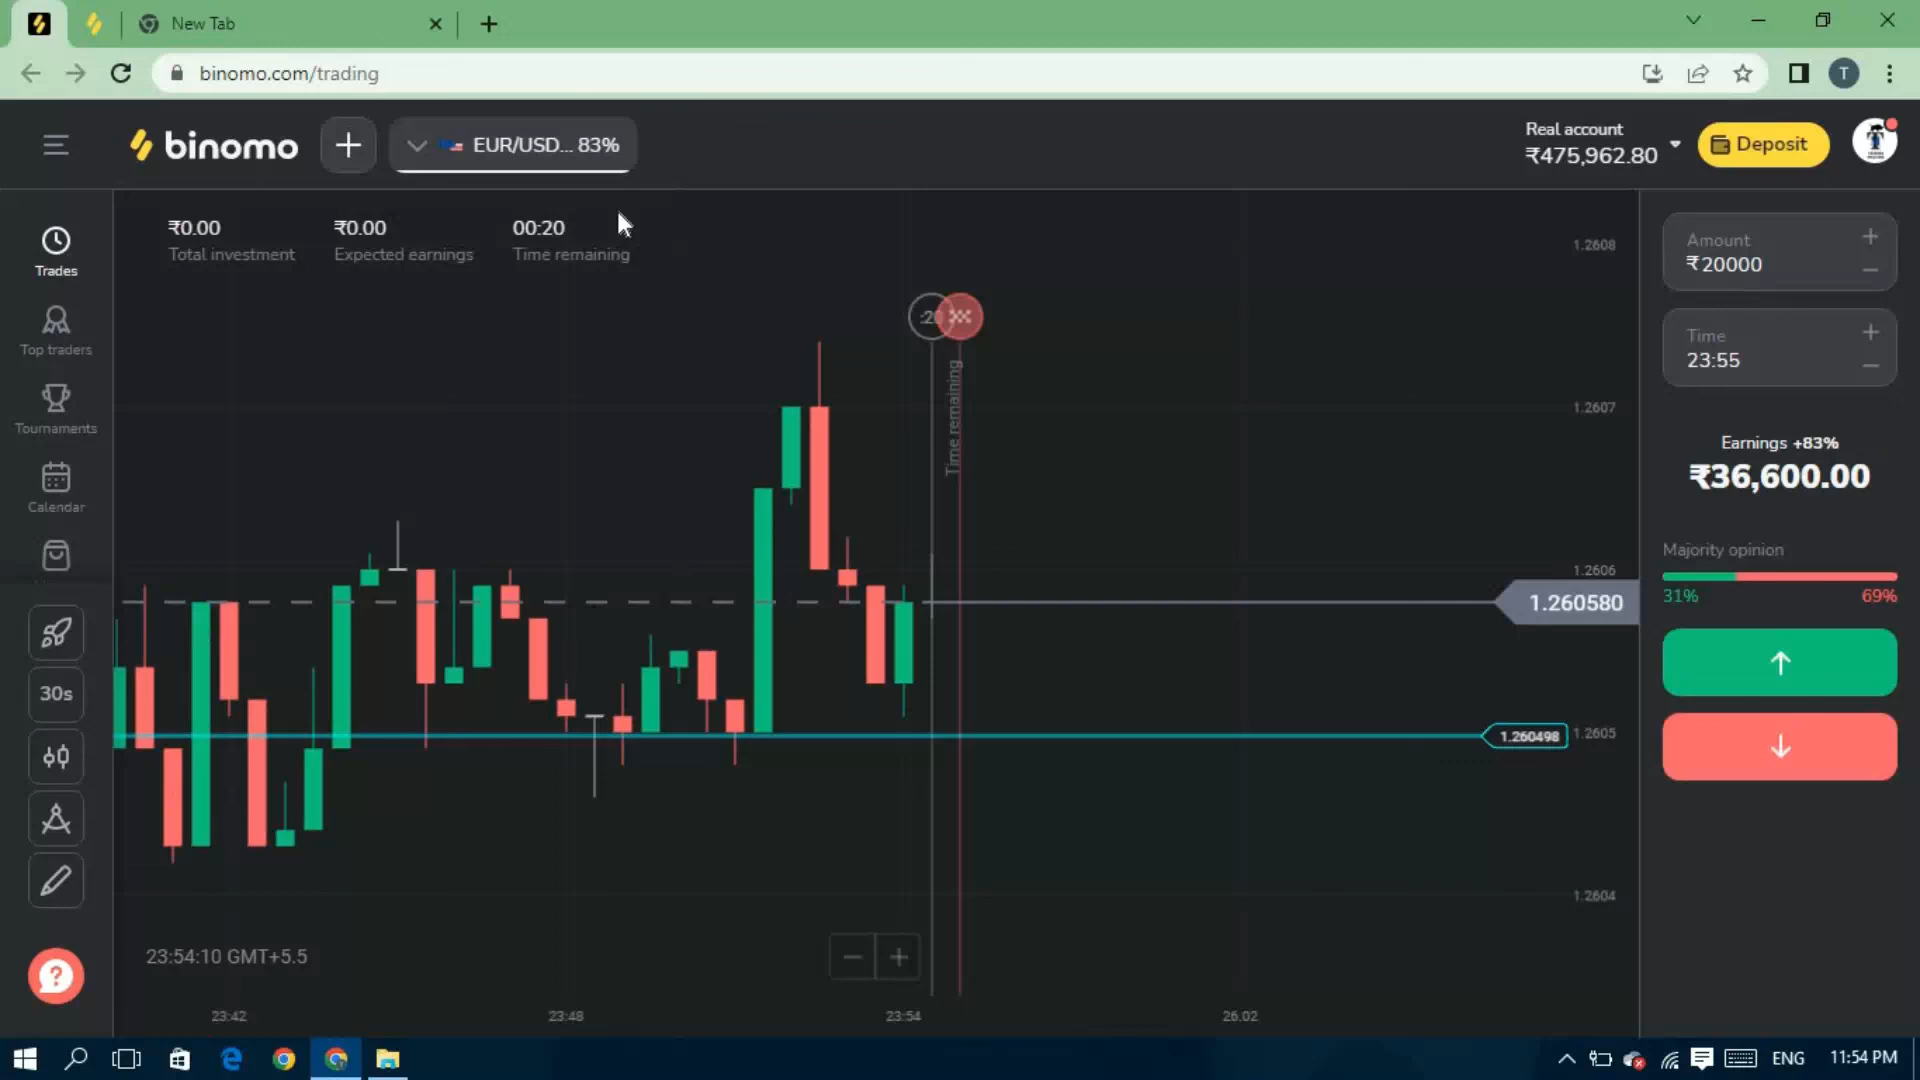 New Tab
binomo.com/trading
T
binomo
EUR/USD... 83%
Real account
₹475,962.80
Deposit
₹0.00
Total investment
₹0.00
Expected earnings
00:20
Time remaining
Trades
Top traders
Tournaments
Calendar
30s
:20
Time remaining
1.2608
1.2607
1.2606
1.260580
1.260498
1.2605
1.2604
Amount
₹20000
Time
23:55
Earnings +83%
₹36,600.00
Majority opinion
31%
69%
23:54:10 GMT+5.5
23:42
23:48
23:54
26.02
ENG
11:54 PM